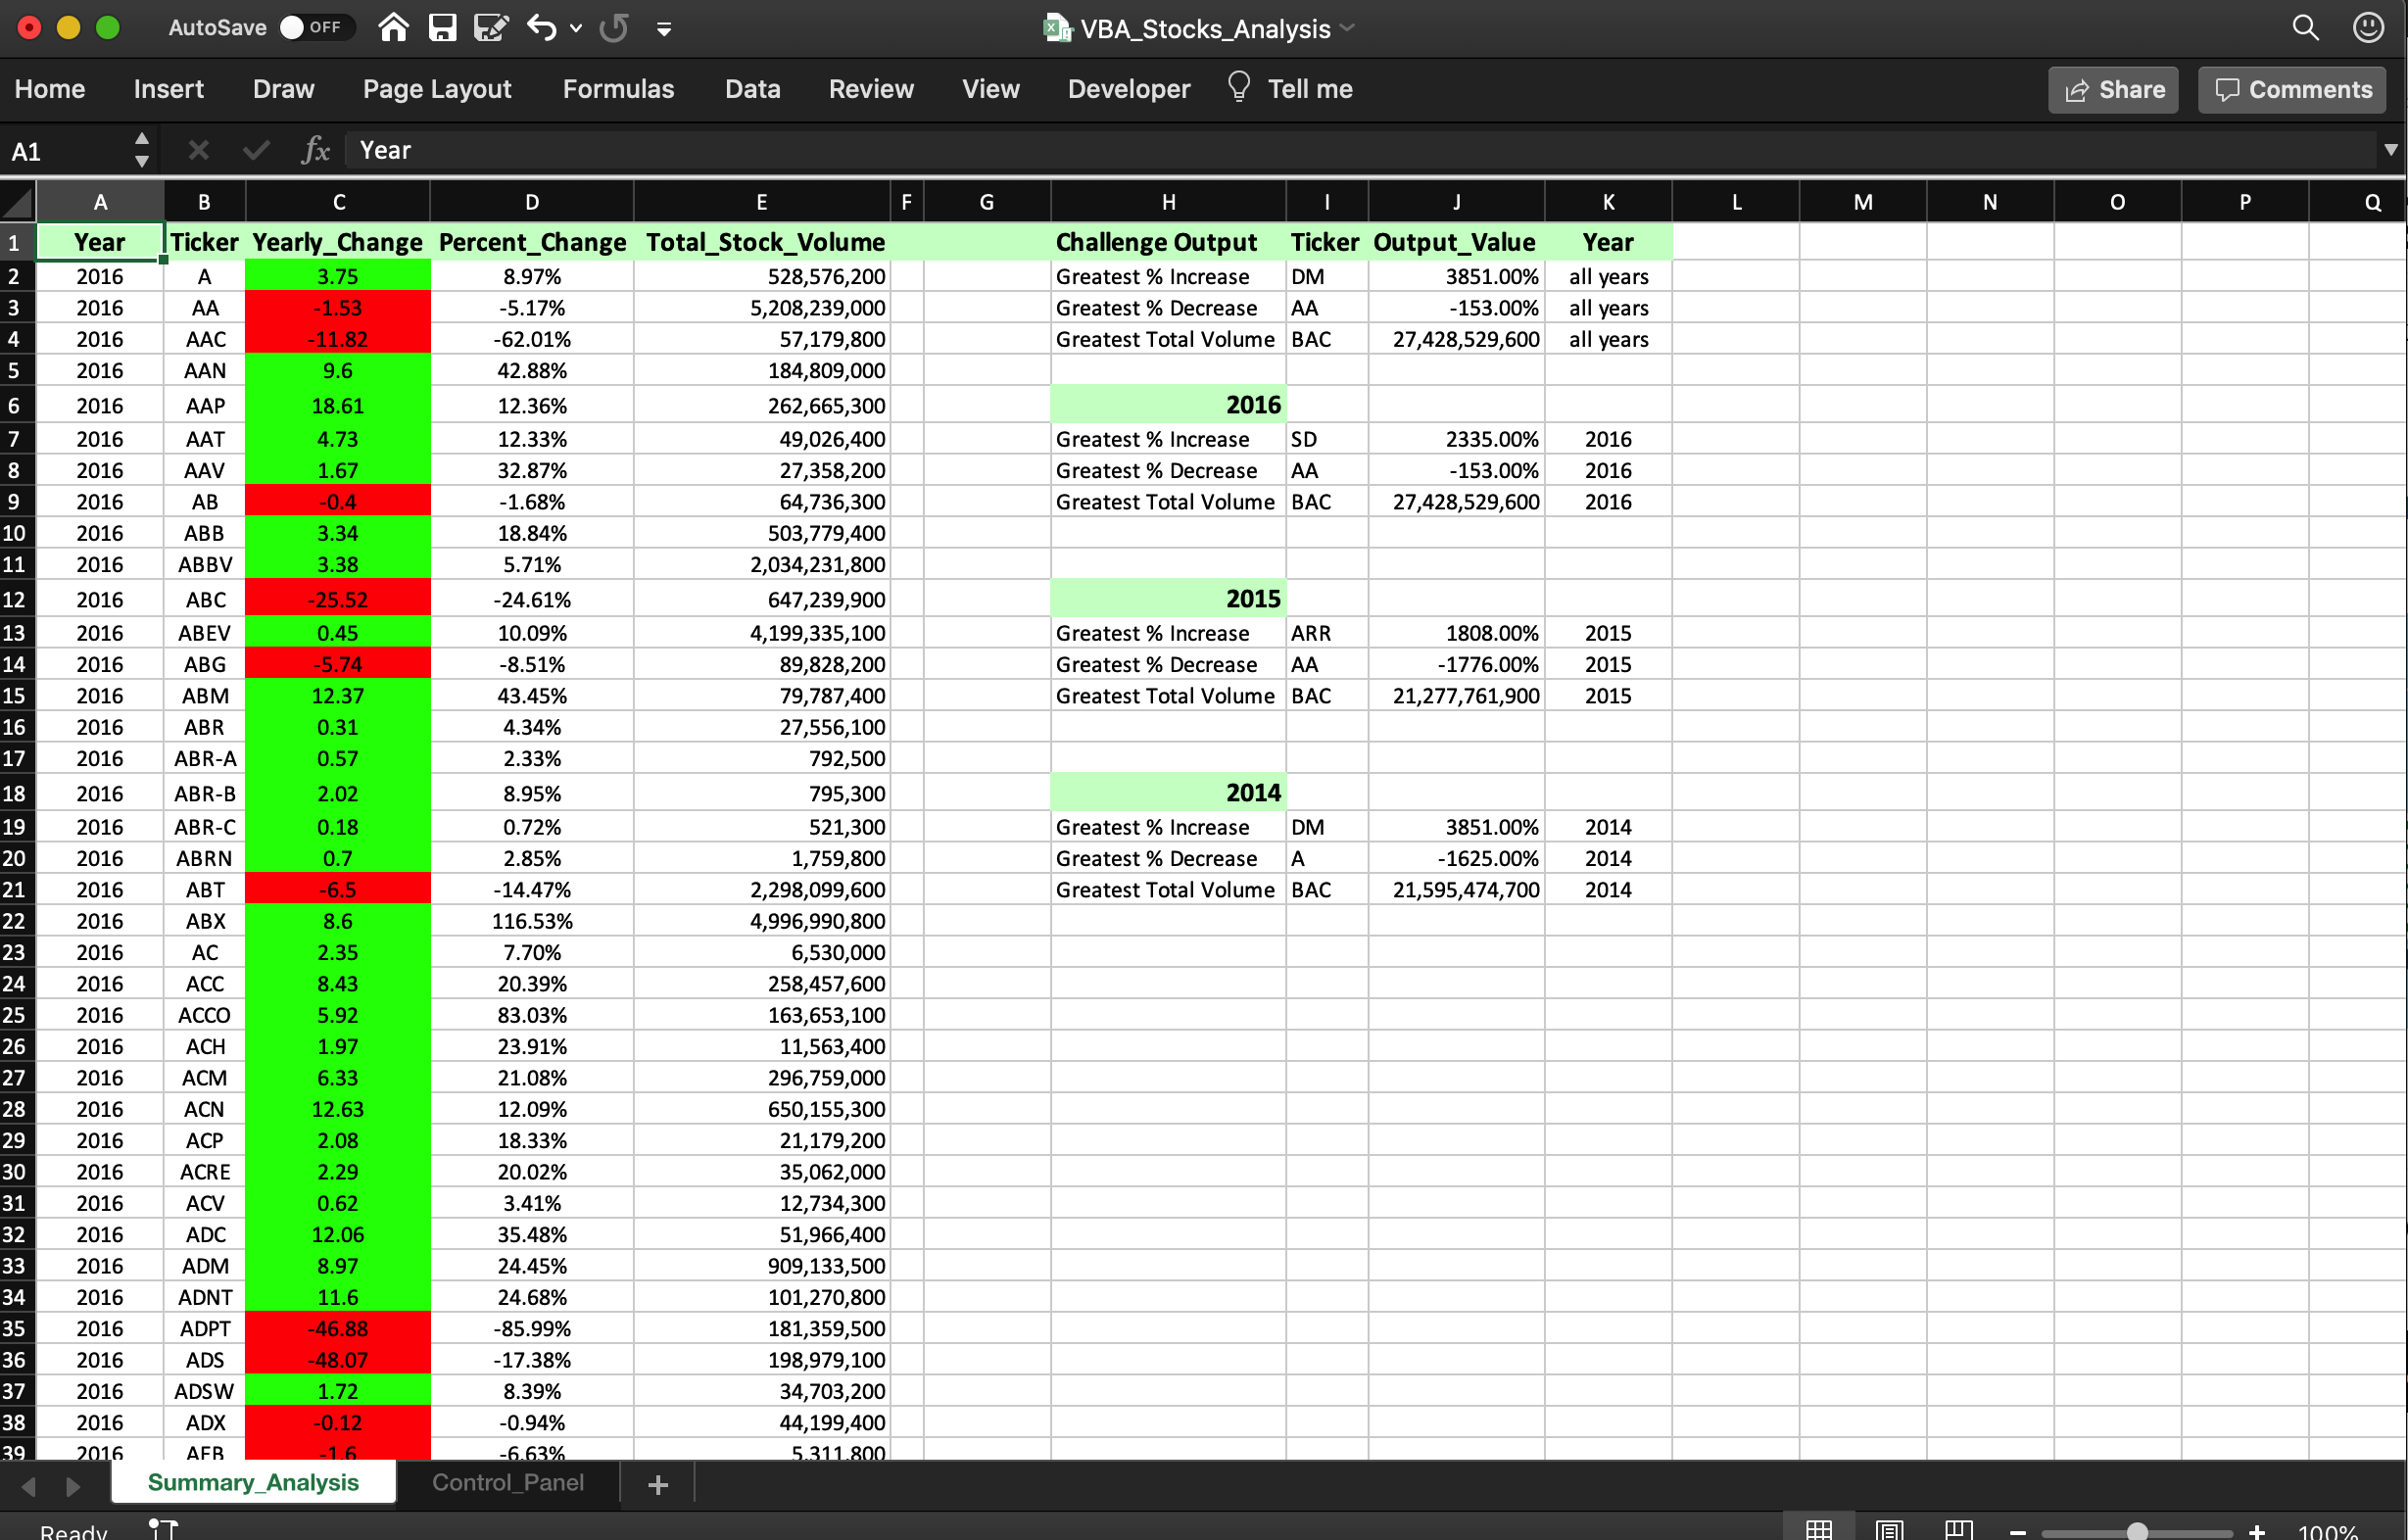 AutoSave OFF VBA_Stocks_Analysis
Home Insert Draw Page Layout Formulas Data Review View Developer Tell me Share Comments
A1 fx Year
A B C D E F G H I J K L M N O P Q
1 Year Ticker Yearly_Change Percent_Change Total_Stock_Volume Challenge Output Ticker Output_Value Year
2 2016 A 3.75 8.97% 528,576,200 Greatest % Increase DM 3851.00% all years
3 2016 AA -1.53 -5.17% 5,208,239,000 Greatest % Decrease AA -153.00% all years
4 2016 AAC -11.82 -62.01% 57,179,800 Greatest Total Volume BAC 27,428,529,600 all years
5 2016 AAN 9.6 42.88% 184,809,000
6 2016 AAP 18.61 12.36% 262,665,300 2016
7 2016 AAT 4.73 12.33% 49,026,400 Greatest % Increase SD 2335.00% 2016
8 2016 AAV 1.67 32.87% 27,358,200 Greatest % Decrease AA -153.00% 2016
9 2016 AB -0.4 -1.68% 64,736,300 Greatest Total Volume BAC 27,428,529,600 2016
10 2016 ABB 3.34 18.84% 503,779,400
11 2016 ABBV 3.38 5.71% 2,034,231,800
12 2016 ABC -25.52 -24.61% 647,239,900 2015
13 2016 ABEV 0.45 10.09% 4,199,335,100 Greatest % Increase ARR 1808.00% 2015
14 2016 ABG -5.74 -8.51% 89,828,200 Greatest % Decrease AA -1776.00% 2015
15 2016 ABM 12.37 43.45% 79,787,400 Greatest Total Volume BAC 21,277,761,900 2015
16 2016 ABR 0.31 4.34% 27,556,100
17 2016 ABR-A 0.57 2.33% 792,500
18 2016 ABR-B 2.02 8.95% 795,300 2014
19 2016 ABR-C 0.18 0.72% 521,300 Greatest % Increase DM 3851.00% 2014
20 2016 ABRN 0.7 2.85% 1,759,800 Greatest % Decrease A -1625.00% 2014
21 2016 ABT -6.5 -14.47% 2,298,099,600 Greatest Total Volume BAC 21,595,474,700 2014
22 2016 ABX 8.6 116.53% 4,996,990,800
23 2016 AC 2.35 7.70% 6,530,000
24 2016 ACC 8.43 20.39% 258,457,600
25 2016 ACCO 5.92 83.03% 163,653,100
26 2016 ACH 1.97 23.91% 11,563,400
27 2016 ACM 6.33 21.08% 296,759,000
28 2016 ACN 12.63 12.09% 650,155,300
29 2016 ACP 2.08 18.33% 21,179,200
30 2016 ACRE 2.29 20.02% 35,062,000
31 2016 ACV 0.62 3.41% 12,734,300
32 2016 ADC 12.06 35.48% 51,966,400
33 2016 ADM 8.97 24.45% 909,133,500
34 2016 ADNT 11.6 24.68% 101,270,800
35 2016 ADPT -46.88 -85.99% 181,359,500
36 2016 ADS -48.07 -17.38% 198,979,100
37 2016 ADSW 1.72 8.39% 34,703,200
38 2016 ADX -0.12 -0.94% 44,199,400
39 2016 AEB -1.6 -6.63% 5,311,800
Summary_Analysis Control_Panel +
Ready 100%